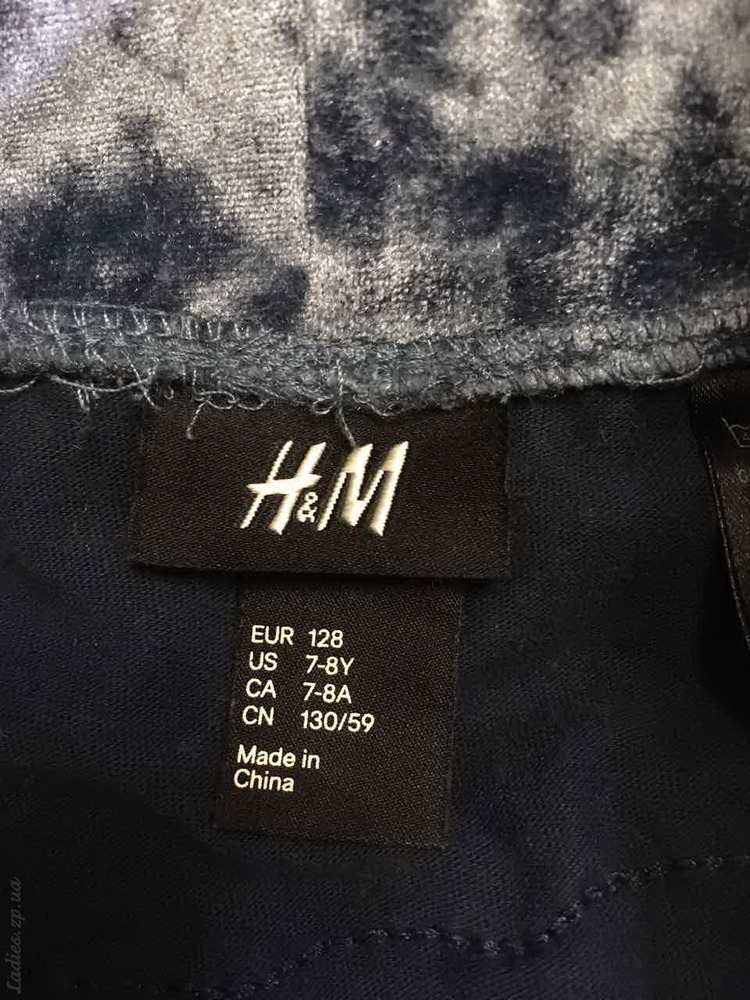 H&M
EUR 128
US 7-8Y
CA 7-8A
CN 130/59
Made in
China
Ladies.zp.ua